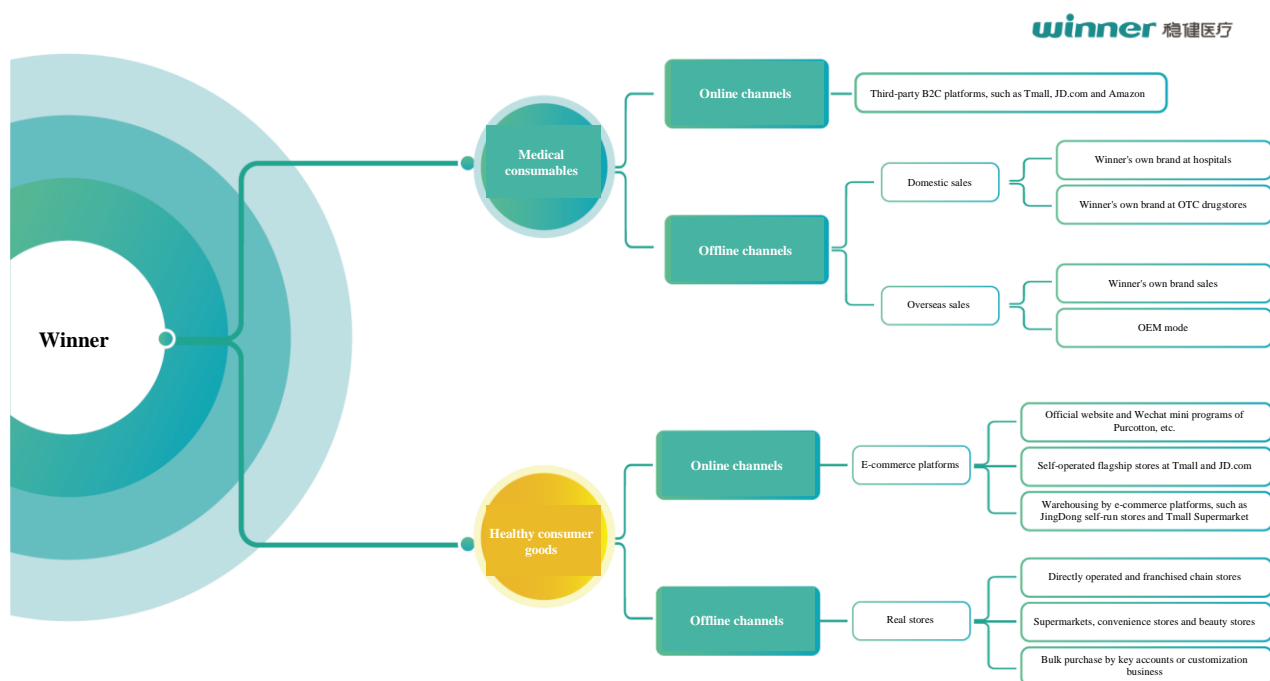 winner 稳健医疗
Winner
Medical
consumables
Online channels
Third-party B2C platforms, such as Tmall, JD.com and Amazon
Offline channels
Domestic sales
Winner's own brand at hospitals
Winner's own brand at OTC drugstores
Overseas sales
Winner's own brand sales
OEM mode
Healthy consumer
goods
Online channels
E-commerce platforms
Official website and Wechat mini programs of
Purcotton, etc.
Self-operated flagship stores at Tmall and JD.com
Warehousing by e-commerce platforms, such as
JingDong self-run stores and Tmall Supermarket
Offline channels
Real stores
Directly operated and franchised chain stores
Supermarkets, convenience stores and beauty stores
Bulk purchase by key accounts or customization
business